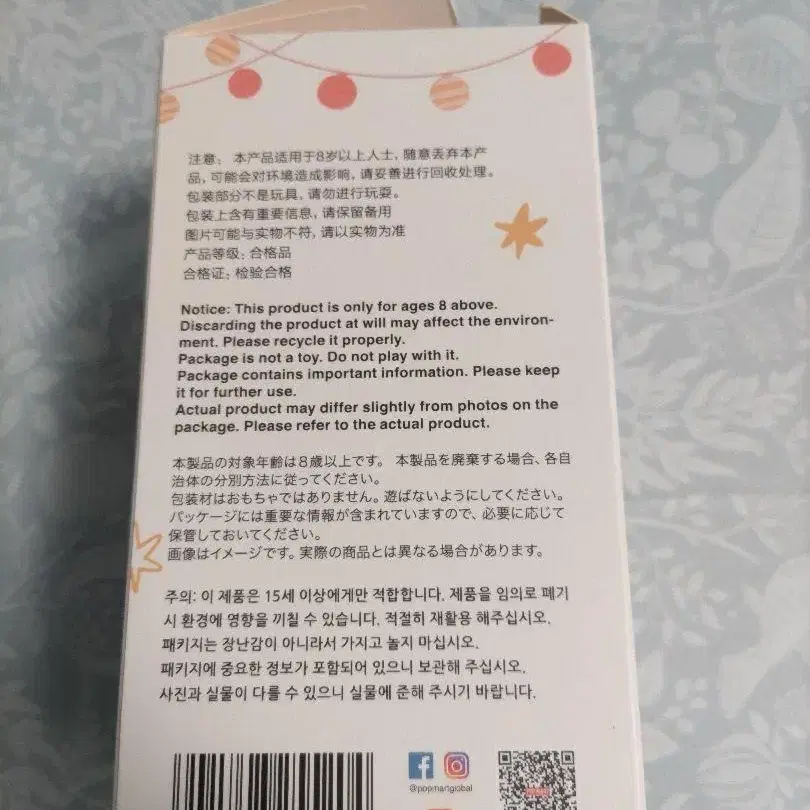 注意： 本产品适用于8岁以上人士，随意丢弃本产
品，可能会对环境造成影响，请妥善进行回收处理。
包装部分不是玩具，请勿进行玩耍。
包装上含有重要信息，请保留备用
图片可能与实物不符，请以实物为准
产品等级：合格品
合格证：检验合格
Notice: This product is only for ages 8 above.
Discarding the product at will may affect the environ-
ment. Please recycle it properly.
Package is not a toy. Do not play with it.
Package contains important information. Please keep
it for further use.
Actual product may differ slightly from photos on the
package. Please refer to the actual product.
本製品の対象年齢は8歳以上です。 本製品を廃棄する場合、各自
治体の分別方法に従ってください。
包装材はおもちゃではありません。遊ばないようにしてください。
パッケージには重要な情報が含まれていますので、必要に応じて
保管しておいてください。
画像はイメージです。実際の商品とは異なる場合があります。
주의: 이 제품은 15세 이상에게만 적합합니다. 제품을 임의로 폐기
시 환경에 영향을 끼칠 수 있습니다. 적절히 재활용 해주십시오.
패키지는 장난감이 아니라서 가지고 놀지 마십시오.
패키지에 중요한 정보가 포함되어 있으니 보관해 주십시오.
사진과 실물이 다를 수 있으니 실물에 준해 주시기 바랍니다.
@popmartglobal
POP MART